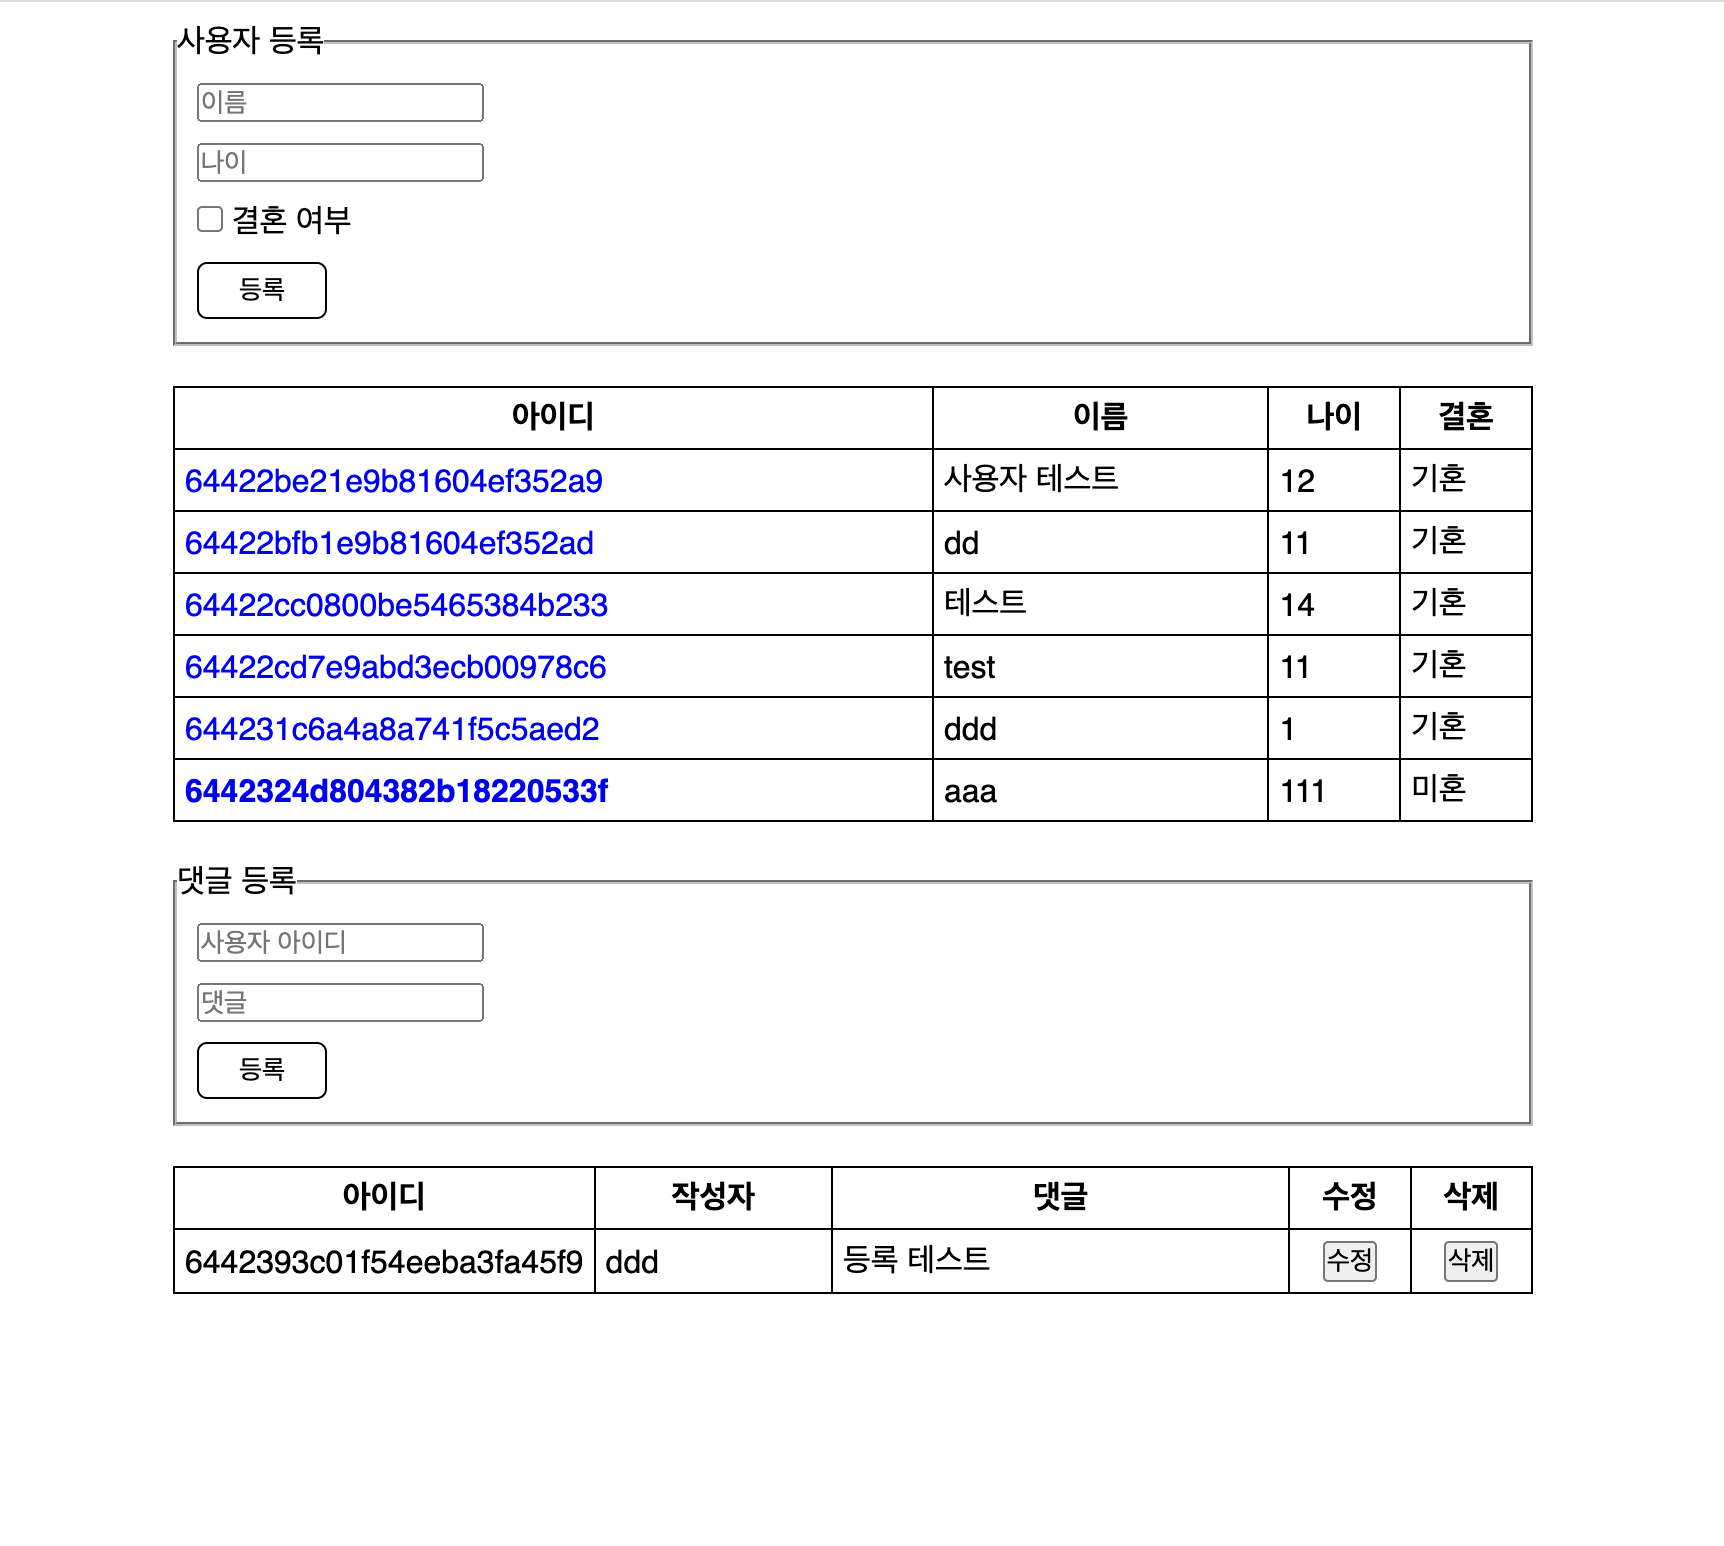 사용자 등록
이름
나이
결혼 여부
등록
아이디 이름 나이 결혼
64422be21e9b81604ef352a9 사용자 테스트 12 기혼
64422bfb1e9b81604ef352ad dd 11 기혼
64422cc0800be5465384b233 테스트 14 기혼
64422cd7e9abd3ecb00978c6 test 11 기혼
644231c6a4a8a741f5c5aed2 ddd 1 기혼
6442324d804382b18220533f aaa 111 미혼
댓글 등록
사용자 아이디
댓글
등록
아이디 작성자 댓글 수정 삭제
6442393c01f54eeba3fa45f9 ddd 등록 테스트 수정 삭제